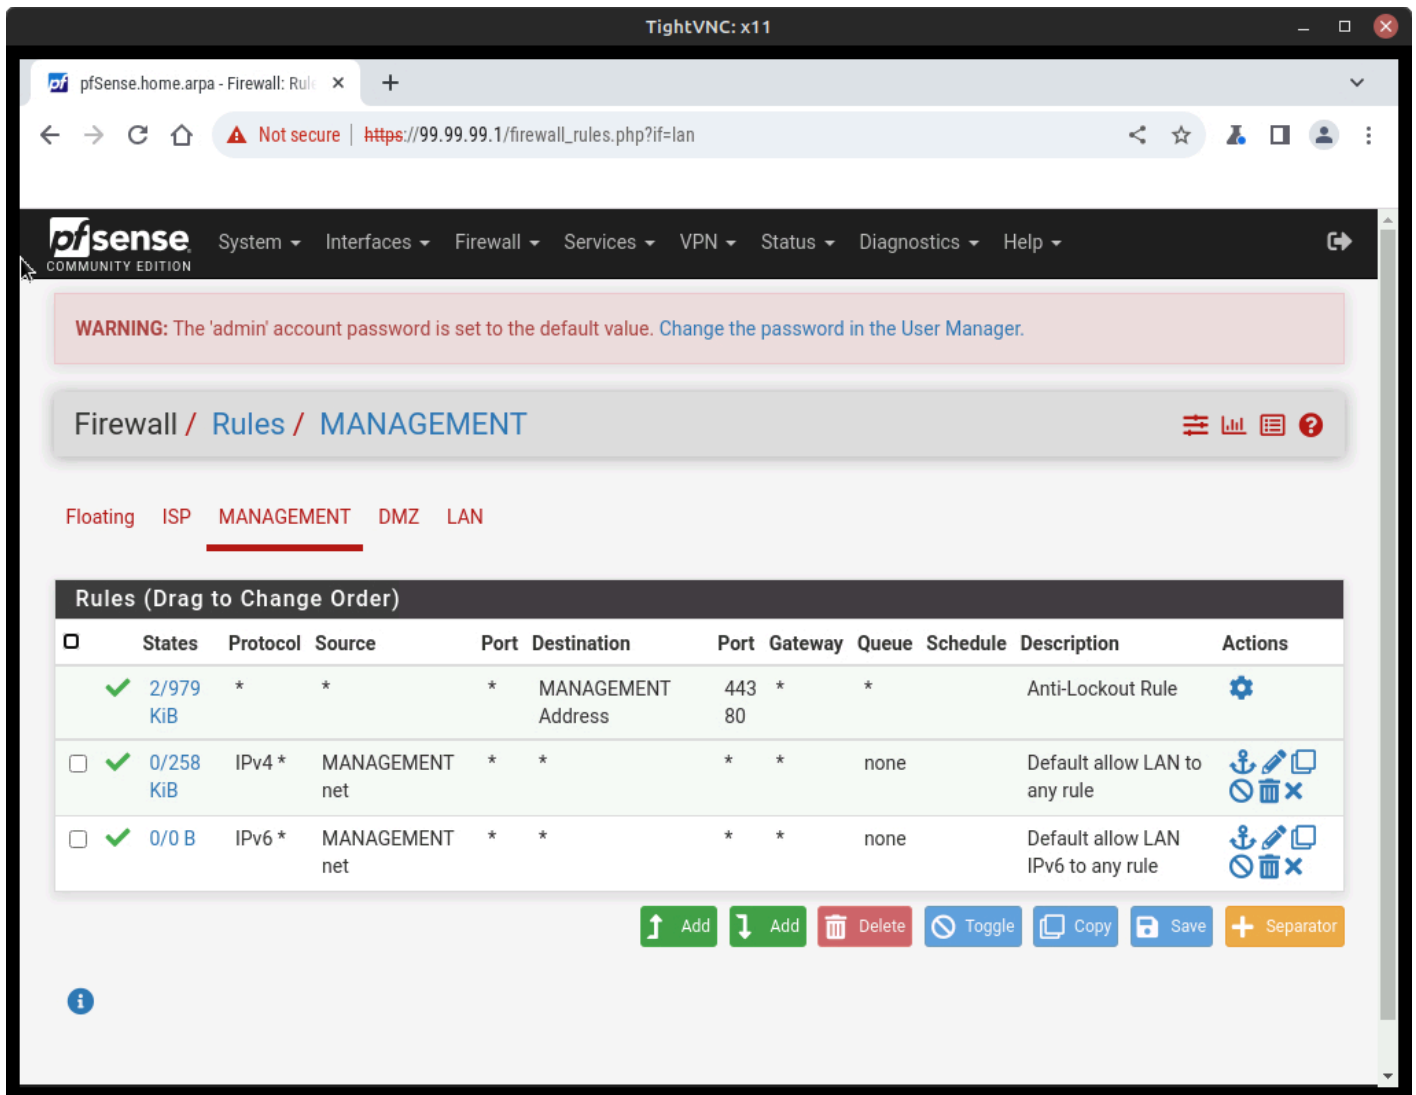 TightVNC: x11
pfSense.home.arpa - Firewall: Rul
Not secure https://99.99.99.1/firewall_rules.php?if=lan
pfsense System Interfaces Firewall Services VPN Status Diagnostics Help
COMMUNITY EDITION
WARNING: The 'admin' account password is set to the default value. Change the password in the User Manager.
Firewall / Rules / MANAGEMENT
Floating ISP MANAGEMENT DMZ LAN
Rules (Drag to Change Order)
States Protocol Source Port Destination Port Gateway Queue Schedule Description Actions
2/979 * * * MANAGEMENT 443 * * Anti-Lockout Rule
KiB Address 80
0/258 IPv4 * MANAGEMENT * * * * none Default allow LAN to
KiB net any rule
0/0 B IPv6 * MANAGEMENT * * * * none Default allow LAN
net IPv6 to any rule
Add Add Delete Toggle Copy Save Separator